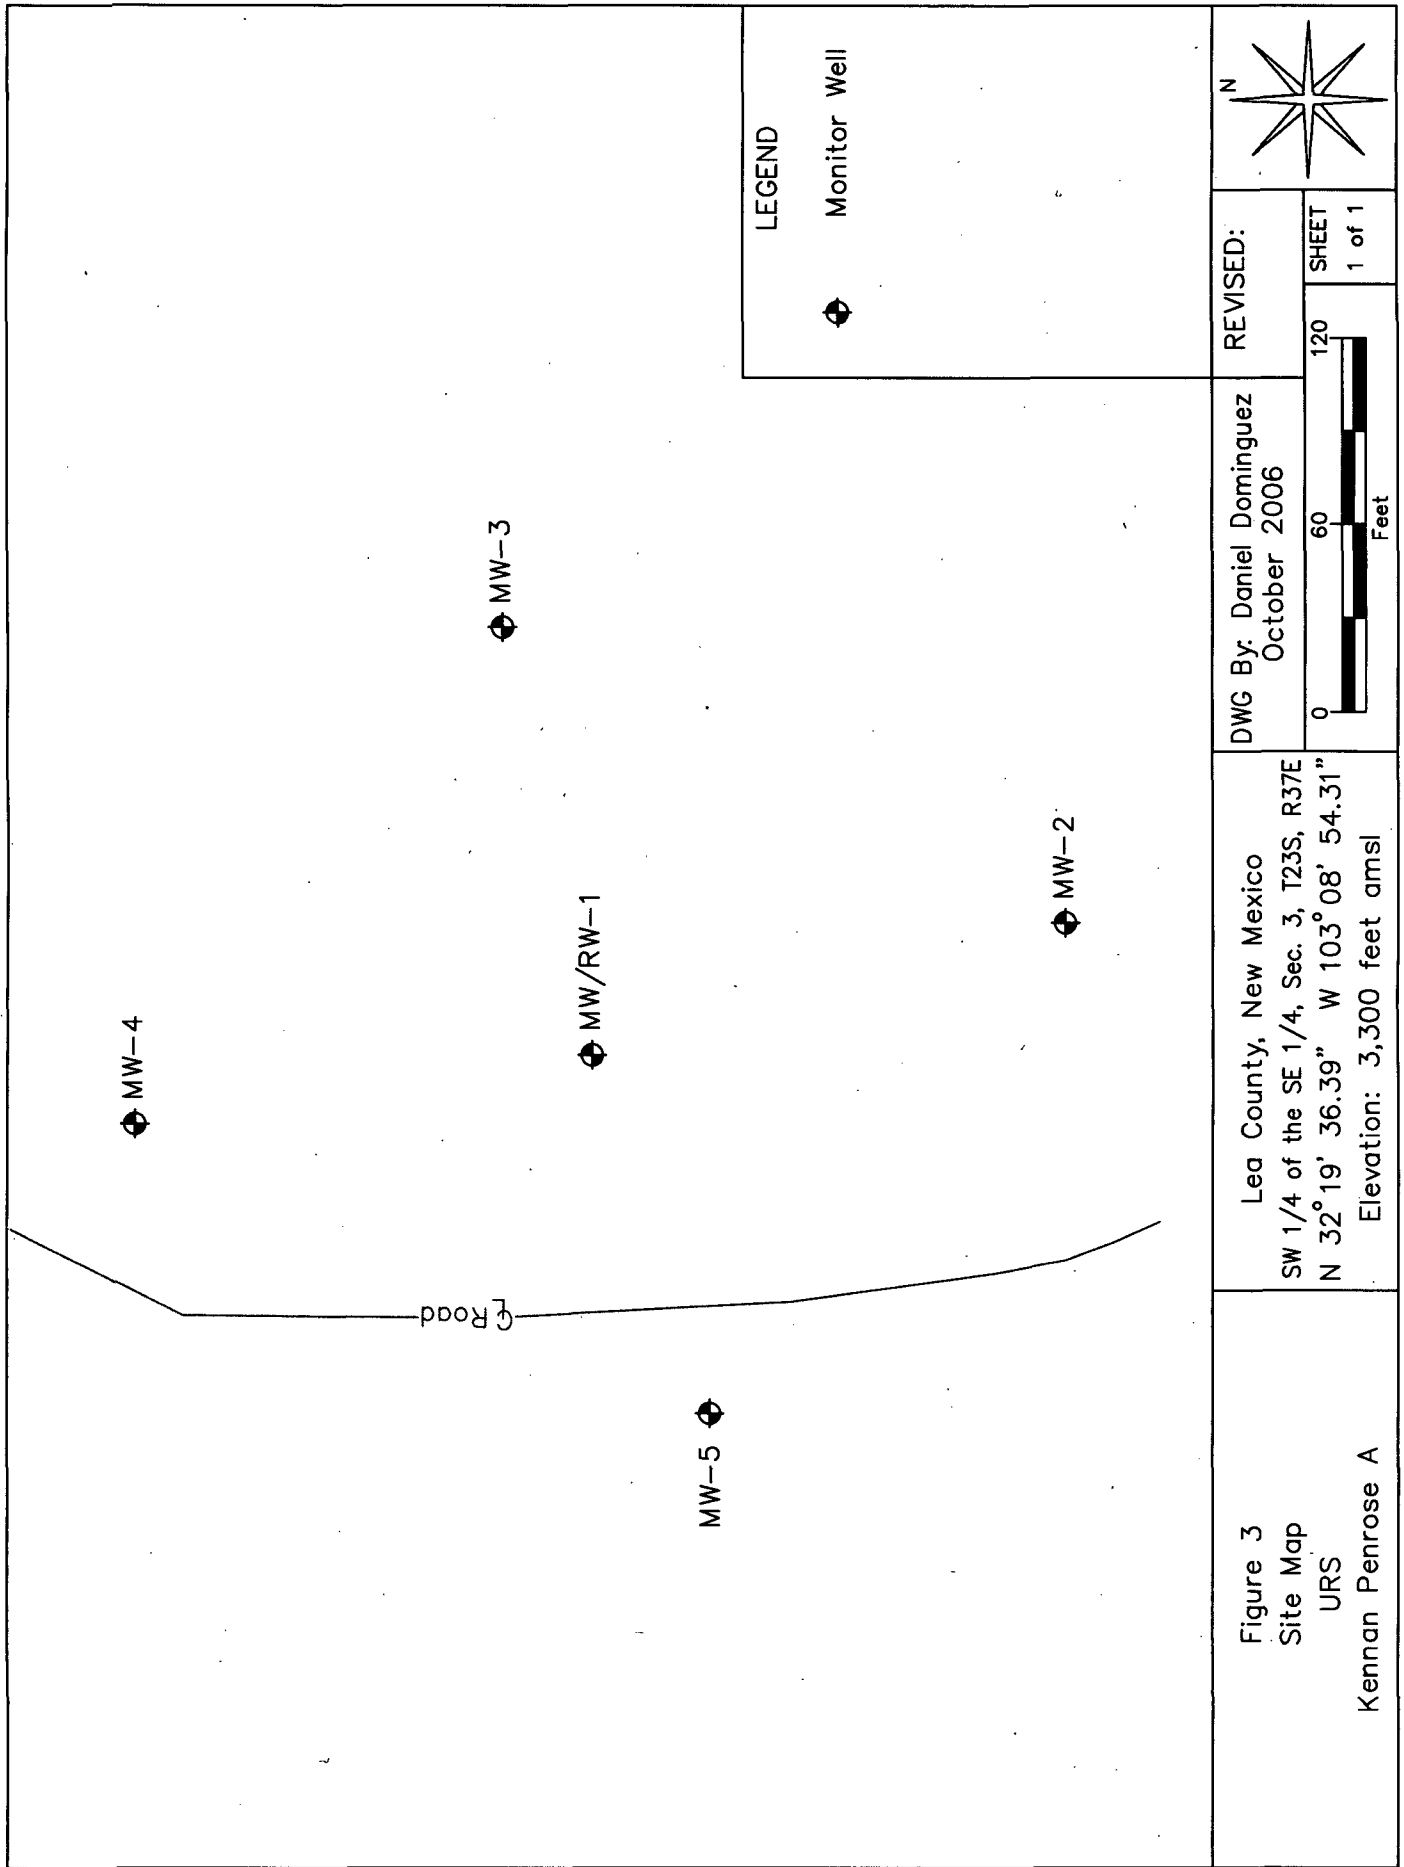 MW-4
MW-3
MW/RW-1
MW-5
MW-2
℄ Road
LEGEND
Monitor Well
Figure 3
Site Map
URS
Kennan Penrose A
Lea County, New Mexico
SW 1/4 of the SE 1/4, Sec. 3, T23S, R37E
N 32° 19' 36.39" W 103° 08' 54.31"
Elevation: 3,300 feet amsl
DWG By: Daniel Dominguez
October 2006
REVISED:
0 60 120
Feet
SHEET
1 of 1
N